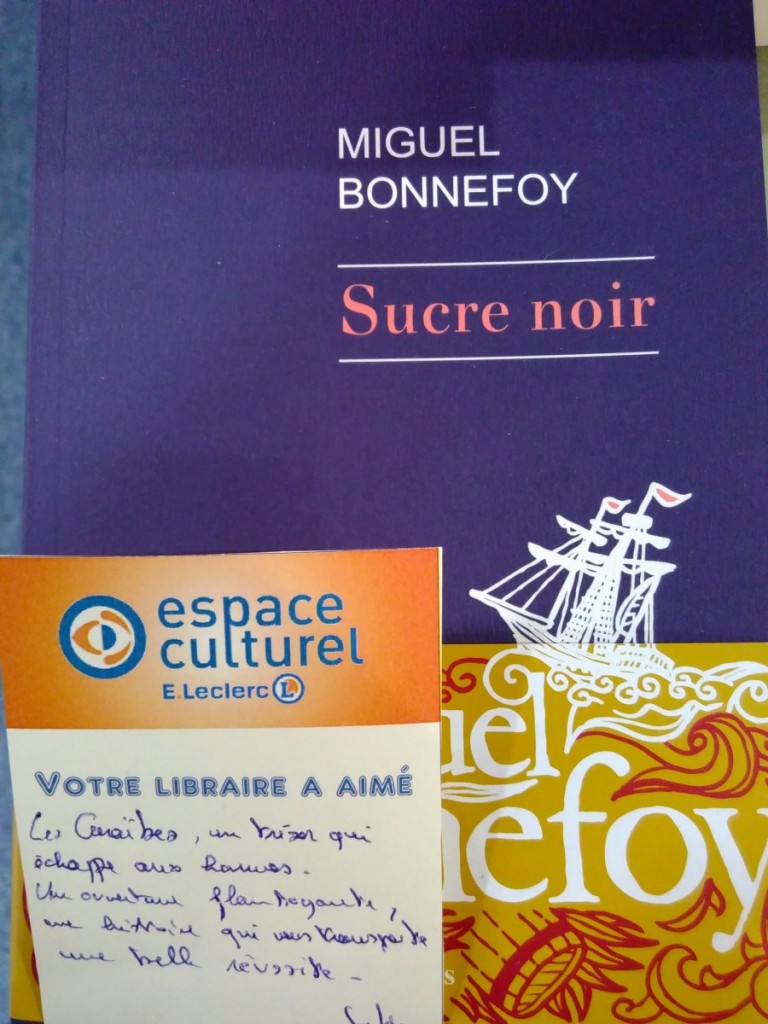 MIGUEL
BONNEFOY
Sucre noir
espace
culturel
E.Leclerc L
VOTRE LIBRAIRE A AIMÉ
Les Caraïbes, un trésor qui
échappe aux hommes.
Une ouverture flamboyante,
une histoire qui vous transporte
une belle réussite -
uel
nefoy
s